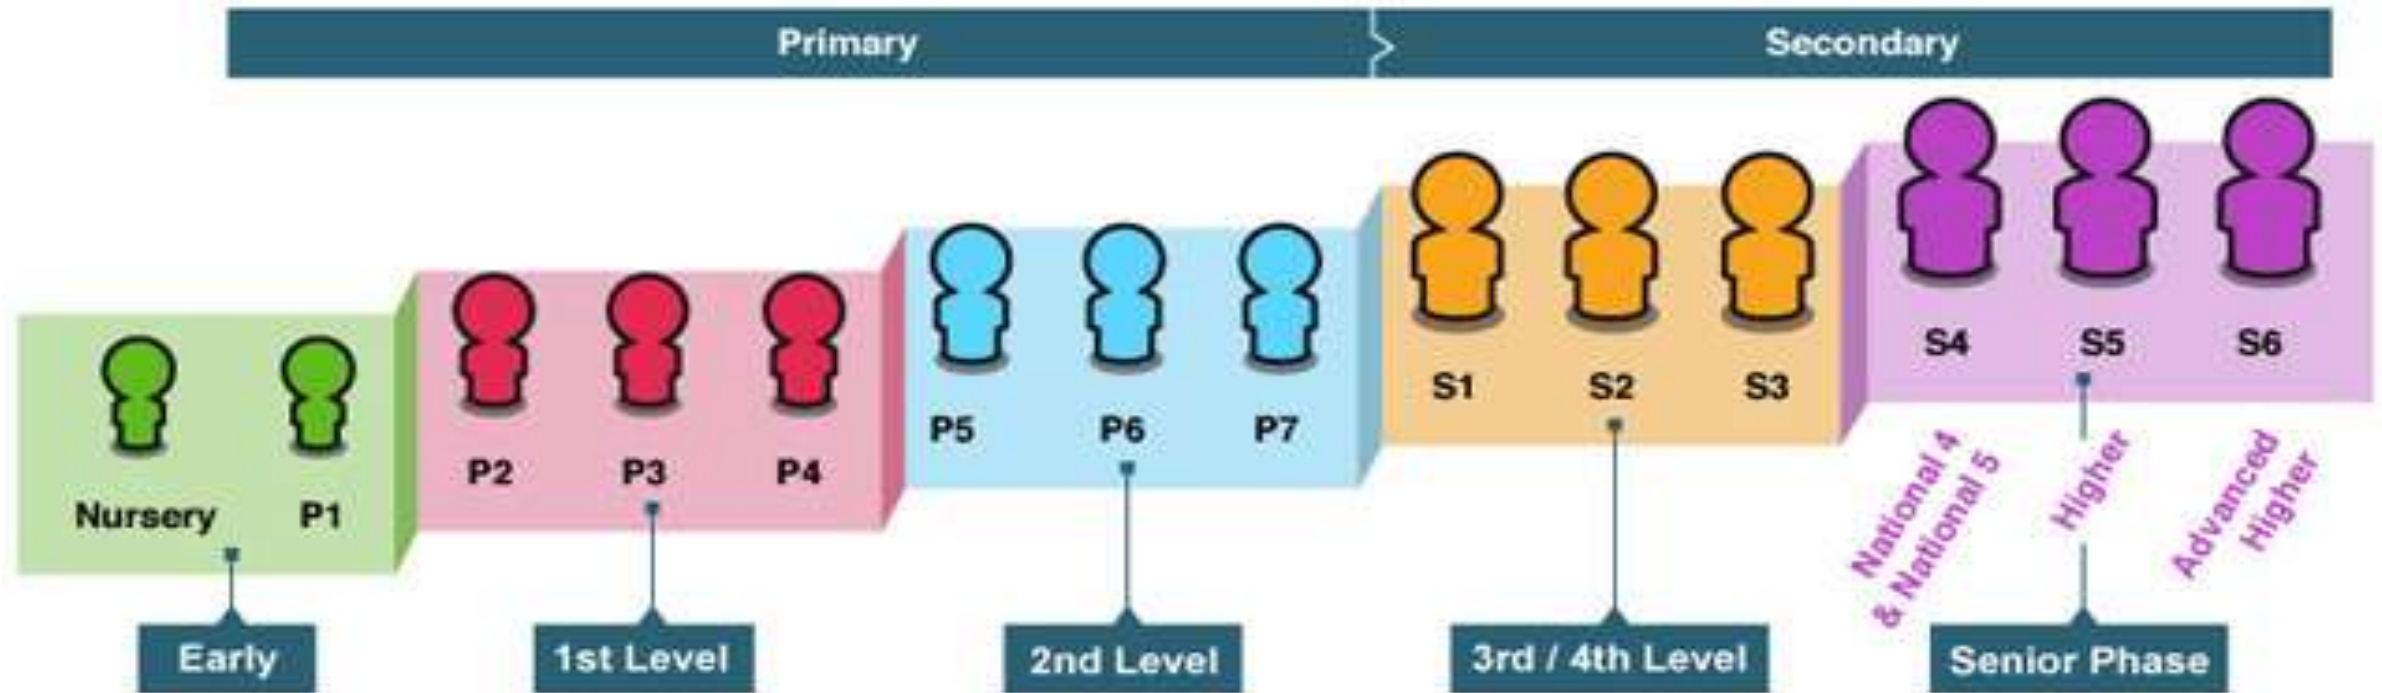 Primary
Secondary
Nursery
P1
P2
P3
P4
P5
P6
P7
S1
S2
S3
S4
S5
S6
National 4
& National 5
Higher
Advanced
Higher
Early
1st Level
2nd Level
3rd / 4th Level
Senior Phase